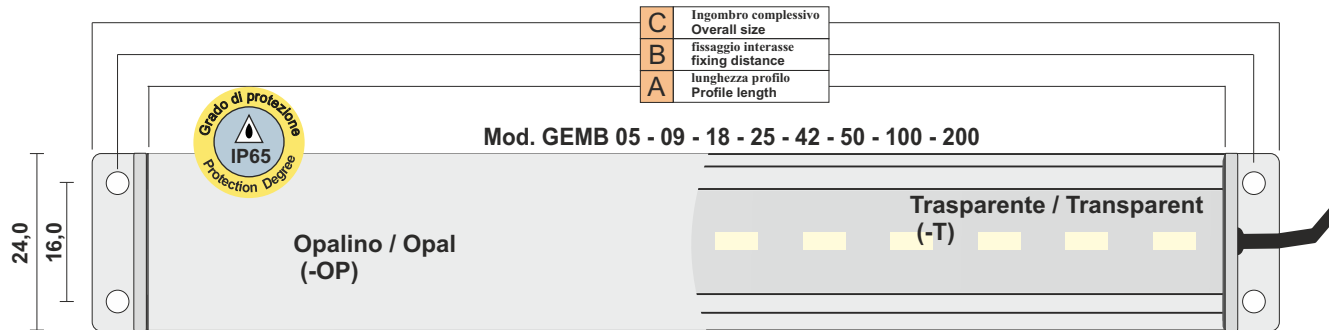 C Ingombro complessivo
Overall size
B fissaggio interasse
fixing distance
A lunghezza profilo
Profile length
Grado di protezione
IP65
Protection Degree
Mod. GEMB 05 - 09 - 18 - 25 - 42 - 50 - 100 - 200
24,0
16,0
Opalino / Opal
(-OP)
Trasparente / Transparent
(-T)